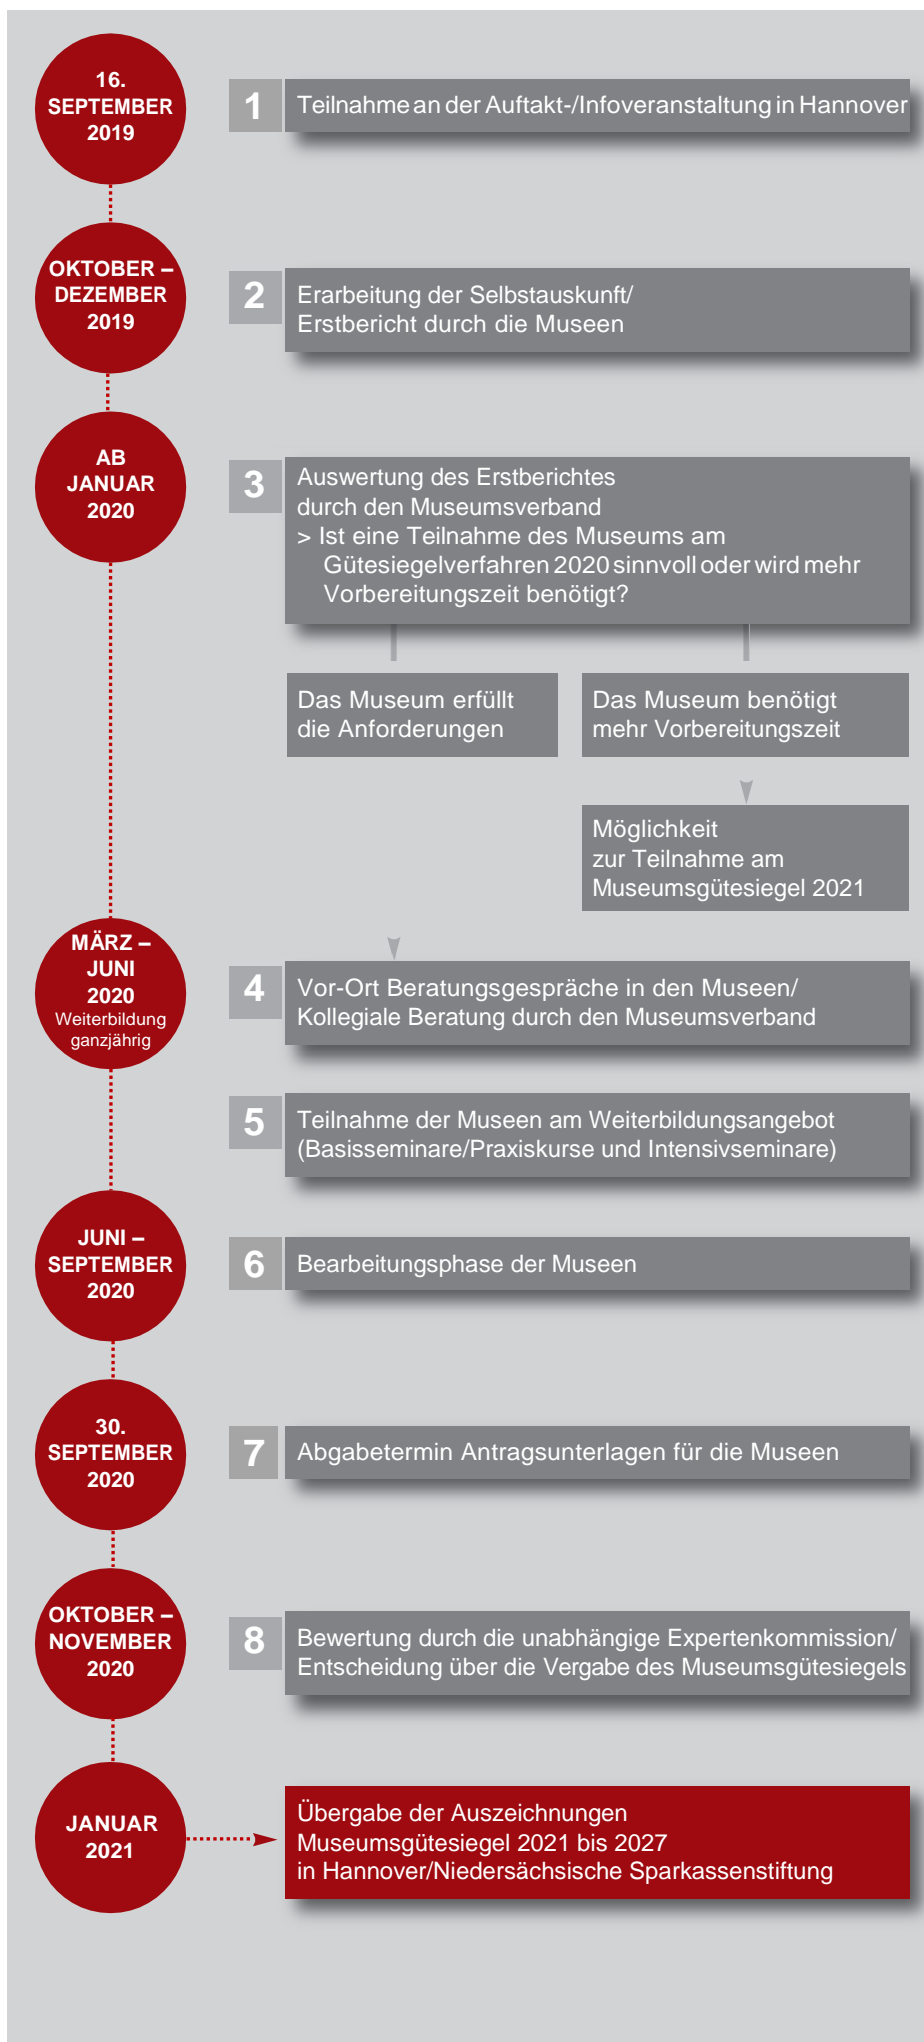 16.
SEPTEMBER
2019
1
Teilnahme an der Auftakt-/Infoveranstaltung in Hannover
OKTOBER –
DEZEMBER
2019
2
Erarbeitung der Selbstauskunft/
Erstbericht durch die Museen
AB
JANUAR
2020
3
Auswertung des Erstberichtes
durch den Museumsverband
> Ist eine Teilnahme des Museums am
Gütesiegelverfahren 2020 sinnvoll oder wird mehr
Vorbereitungszeit benötigt?
Das Museum erfüllt
die Anforderungen
Das Museum benötigt
mehr Vorbereitungszeit
Möglichkeit
zur Teilnahme am
Museumsgütesiegel 2021
MÄRZ –
JUNI
2020
Weiterbildung
ganzjährig
4
Vor-Ort Beratungsgespräche in den Museen/
Kollegiale Beratung durch den Museumsverband
5
Teilnahme der Museen am Weiterbildungsangebot
(Basisseminare/Praxiskurse und Intensivseminare)
JUNI –
SEPTEMBER
2020
6
Bearbeitungsphase der Museen
30.
SEPTEMBER
2020
7
Abgabetermin Antragsunterlagen für die Museen
OKTOBER –
NOVEMBER
2020
8
Bewertung durch die unabhängige Expertenkommission/
Entscheidung über die Vergabe des Museumsgütesiegels
JANUAR
2021
Übergabe der Auszeichnungen
Museumsgütesiegel 2021 bis 2027
in Hannover/Niedersächsische Sparkassenstiftung